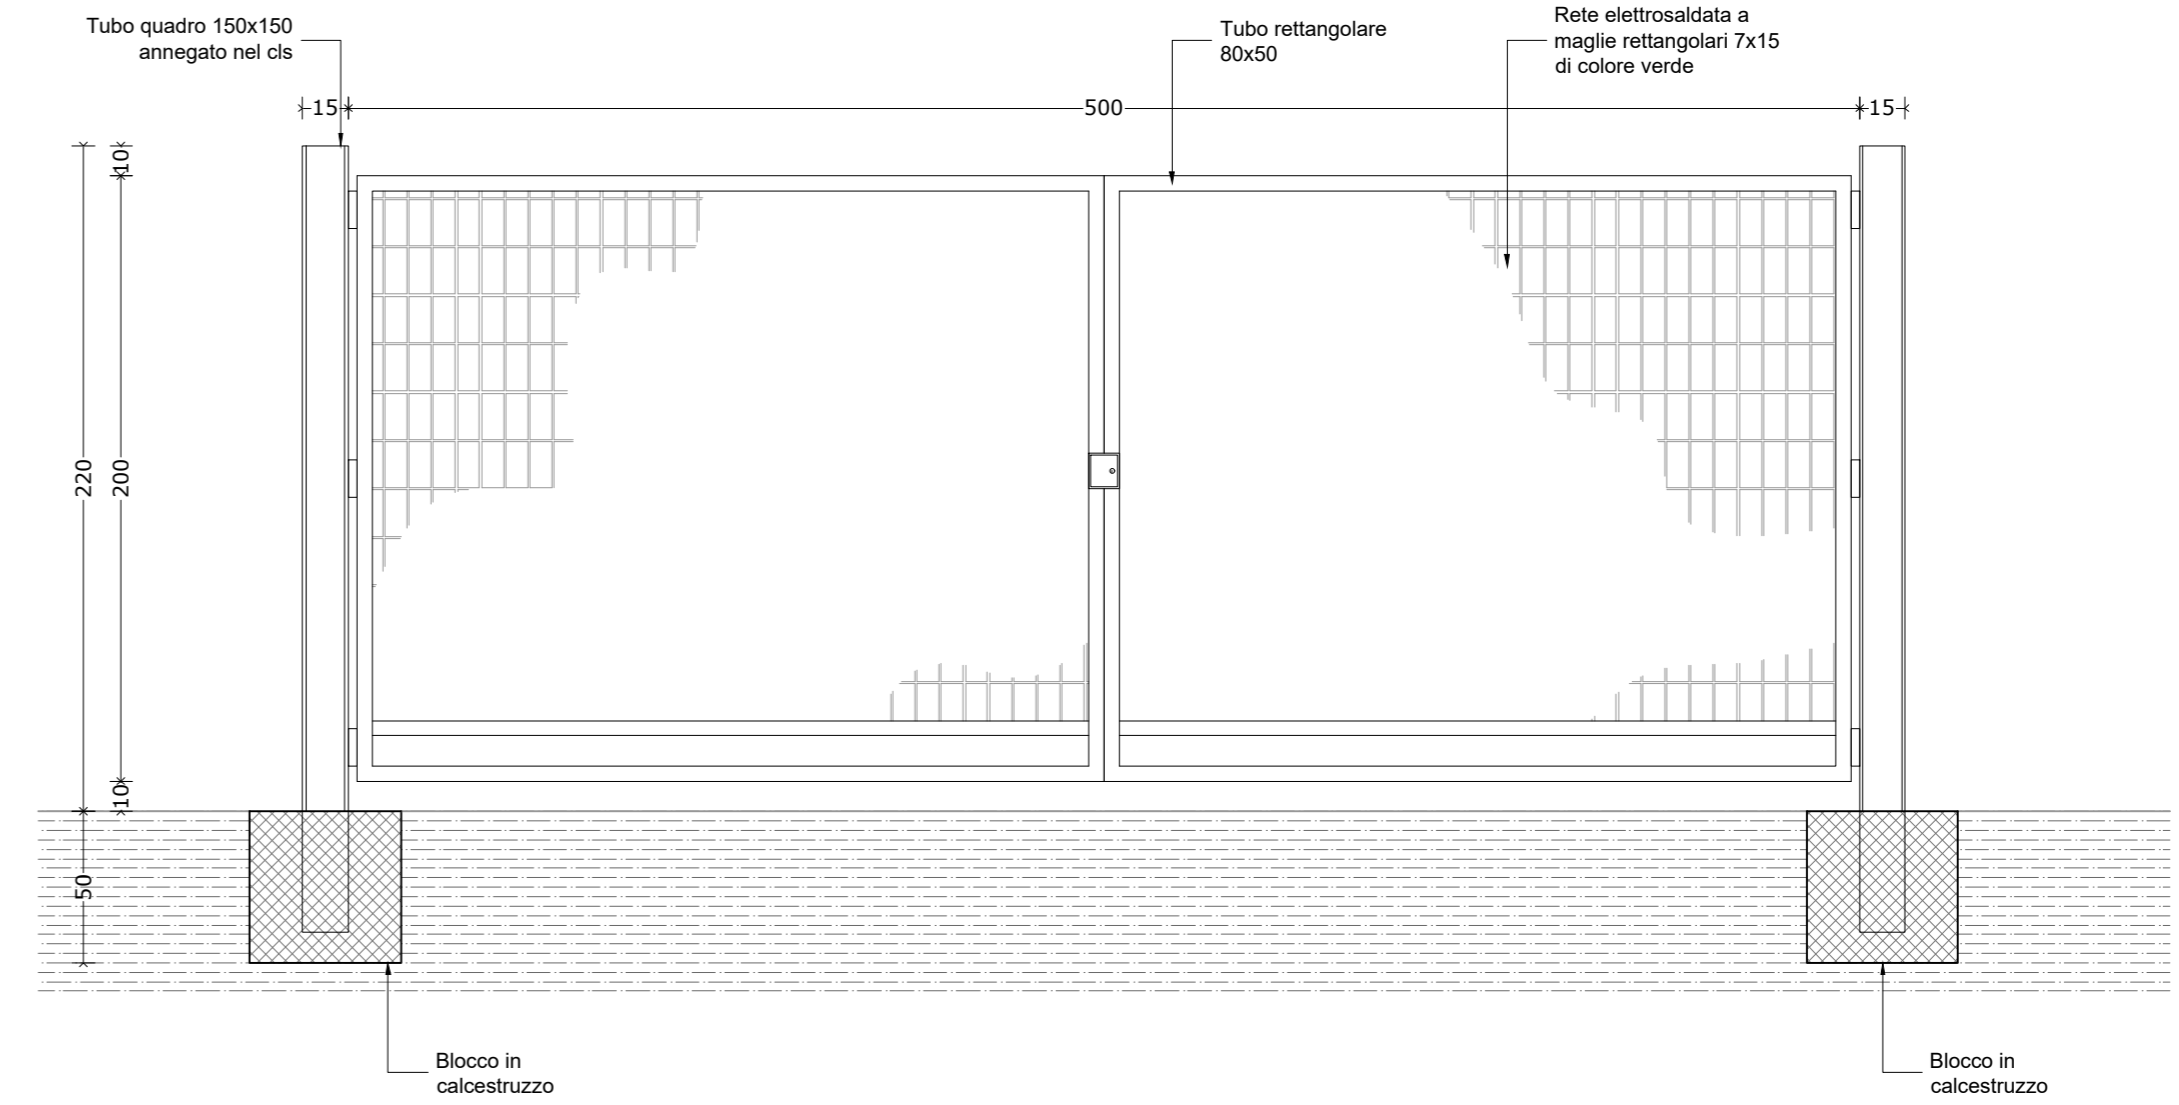 Tubo quadro 150x150
annegato nel cls
Tubo rettangolare
80x50
Rete elettrosaldata a
maglie rettangolari 7x15
di colore verde
15
500
15
10
220
200
10
50
Blocco in
calcestruzzo
Blocco in
calcestruzzo